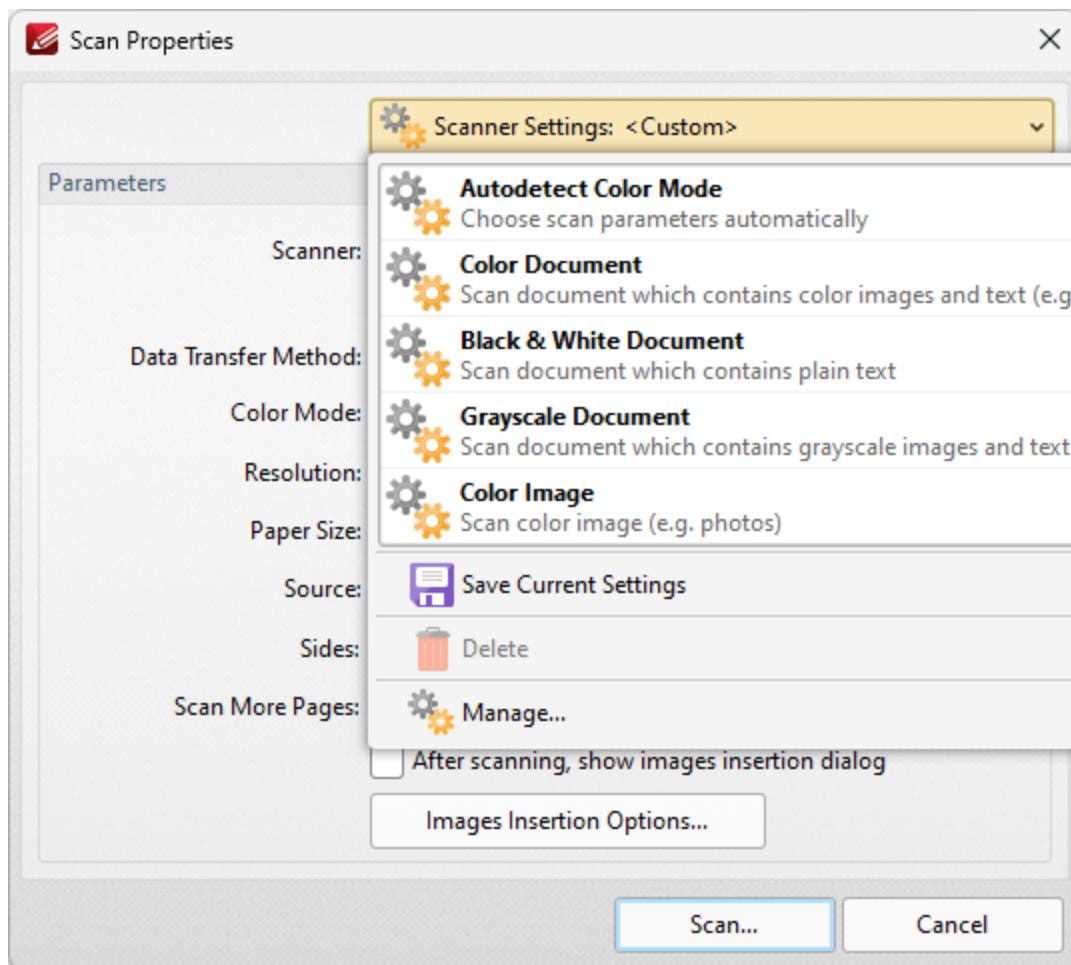 Scan Properties
Scanner Settings: <Custom>
Parameters
Scanner:
Data Transfer Method:
Color Mode:
Resolution:
Paper Size:
Source:
Sides:
Scan More Pages:
Autodetect Color Mode
Choose scan parameters automatically
Color Document
Scan document which contains color images and text (e.g
Black & White Document
Scan document which contains plain text
Grayscale Document
Scan document which contains grayscale images and text
Color Image
Scan color image (e.g. photos)
Save Current Settings
Delete
Manage...
After scanning, show images insertion dialog
Images Insertion Options...
Scan...
Cancel